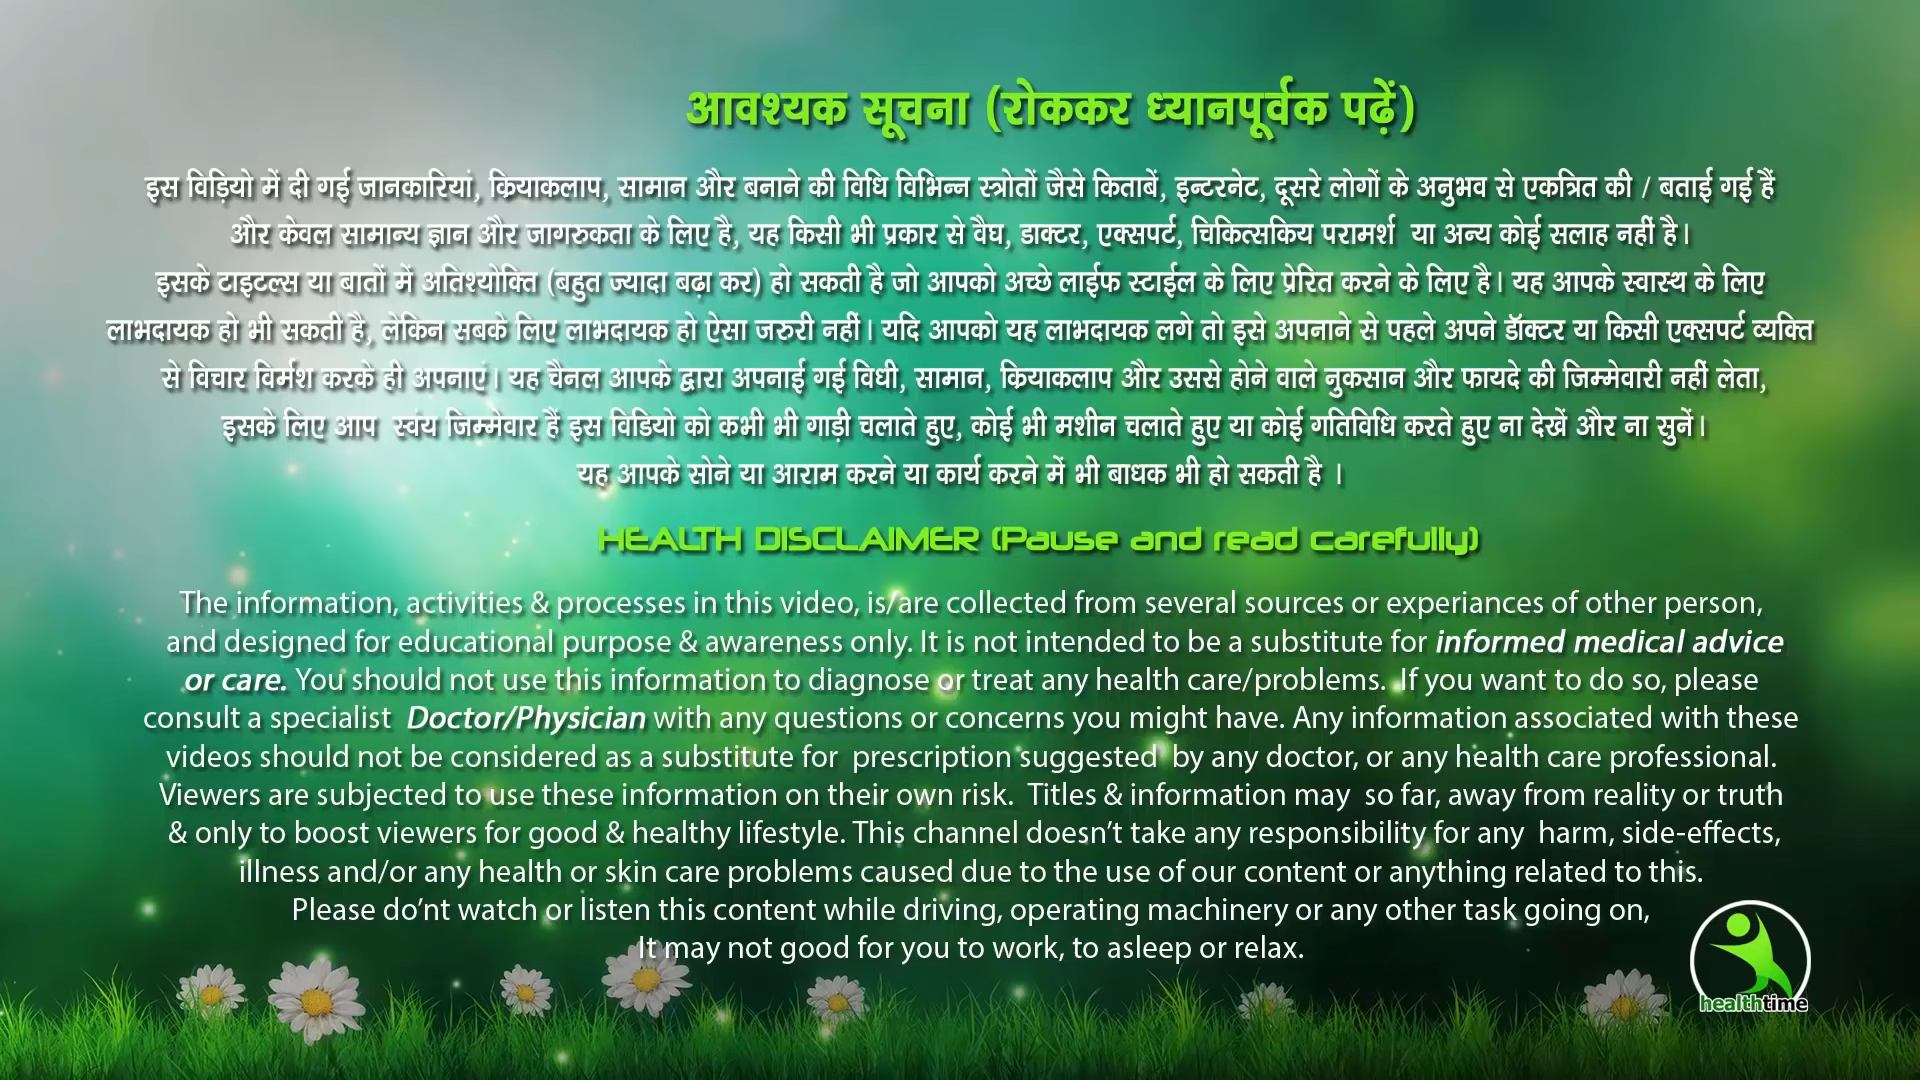 आवश्यक सूचना (रोककर ध्यानपूर्वक पढ़ें)
इस विड़ियो में दी गई जानकारियां, क्रियाकलाप, सामान और बनाने की विधि विभिन्न स्त्रोतों जैसे किताबें, इन्टरनेट, दूसरे लोगों के अनुभव से एकत्रित की / बताई गई हैं
और केवल सामान्य ज्ञान और जागरुकता के लिए है, यह किसी भी प्रकार से वैघ, डाक्टर, एक्सपर्ट, चिकित्सकिय परामर्श या अन्य कोई सलाह नहीं है।
इसके टाइटल्स या बातों में अतिश्योक्ति (बहुत ज्यादा बढ़ा कर) हो सकती है जो आपको अच्छे लाईफ स्टाईल के लिए प्रेरित करने के लिए है। यह आपके स्वास्थ के लिए
लाभदायक हो भी सकती है, लेकिन सबके लिए लाभदायक हो ऐसा जरुरी नहीं। यदि आपको यह लाभदायक लगे तो इसे अपनाने से पहले अपने डॉक्टर या किसी एक्सपर्ट व्यक्ति
से विचार विर्मश करके ही अपनाएं। यह चैनल आपके द्वारा अपनाई गई विधी, सामान, क्रियाकलाप और उससे होने वाले नुकसान और फायदे की जिम्मेवारी नहीं लेता,
इसके लिए आप स्वंय जिम्मेवार हैं इस विडियो को कभी भी गाड़ी चलाते हुए, कोई भी मशीन चलाते हुए या कोई गतिविधि करते हुए ना देखें और ना सुनें।
यह आपके सोने या आराम करने या कार्य करने में भी बाधक भी हो सकती है ।
HEALTH DISCLAIMER (Pause and read carefully)
The information, activities & processes in this video, is/are collected from several sources or experiances of other person,
and designed for educational purpose & awareness only. It is not intended to be a substitute for informed medical advice
or care. You should not use this information to diagnose or treat any health care/problems. If you want to do so, please
consult a specialist Doctor/Physician with any questions or concerns you might have. Any information associated with these
videos should not be considered as a substitute for prescription suggested by any doctor, or any health care professional.
Viewers are subjected to use these information on their own risk. Titles & information may so far, away from reality or truth
& only to boost viewers for good & healthy lifestyle. This channel doesn't take any responsibility for any harm, side-effects,
illness and/or any health or skin care problems caused due to the use of our content or anything related to this.
Please do'nt watch or listen this content while driving, operating machinery or any other task going on,
It may not good for you to work, to asleep or relax.
healthtime